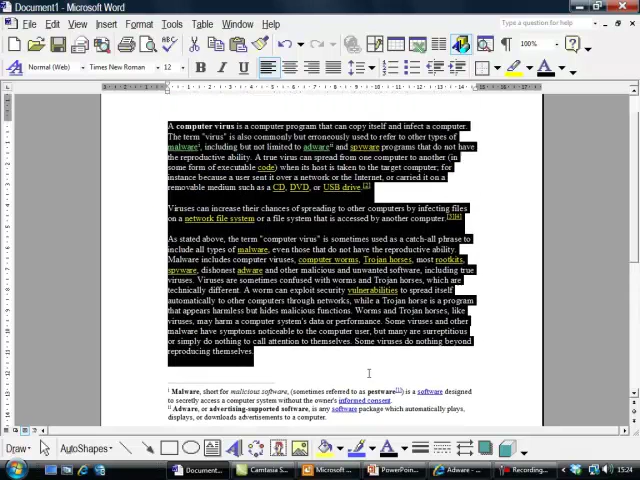 Document1 - Microsoft Word
File Edit View Insert Format Tools Table Window Help
Type a question for help
100%
Normal (Web) Times New Roman 12
A computer virus is a computer program that can copy itself and infect a computer.
The term "virus" is also commonly but erroneously used to refer to other types of
malwareⁱ, including but not limited to adwareⁱⁱ and spyware programs that do not have
the reproductive ability. A true virus can spread from one computer to another (in
some form of executable code) when its host is taken to the target computer; for
instance because a user sent it over a network or the Internet, or carried it on a
removable medium such as a CD, DVD, or USB drive.[2]
Viruses can increase their chances of spreading to other computers by infecting files
on a network file system or a file system that is accessed by another computer.[3][4]
As stated above, the term "computer virus" is sometimes used as a catch-all phrase to
include all types of malware, even those that do not have the reproductive ability.
Malware includes computer viruses, computer worms, Trojan horses, most rootkits,
spyware, dishonest adware and other malicious and unwanted software, including true
viruses. Viruses are sometimes confused with worms and Trojan horses, which are
technically different. A worm can exploit security vulnerabilities to spread itself
automatically to other computers through networks, while a Trojan horse is a program
that appears harmless but hides malicious functions. Worms and Trojan horses, like
viruses, may harm a computer system's data or performance. Some viruses and other
malware have symptoms noticeable to the computer user, but many are surreptitious
or simply do nothing to call attention to themselves. Some viruses do nothing beyond
reproducing themselves.
ⁱ Malware, short for malicious software, (sometimes referred to as pestware[1]) is a software designed
to secretly access a computer system without the owner's informed consent.
ⁱⁱ Adware, or advertising-supported software, is any software package which automatically plays,
displays, or downloads advertisements to a computer.
Draw AutoShapes
Document... Camtasia S... Microsoft ... PowerPoin... Adware - ... Recording... 15:24